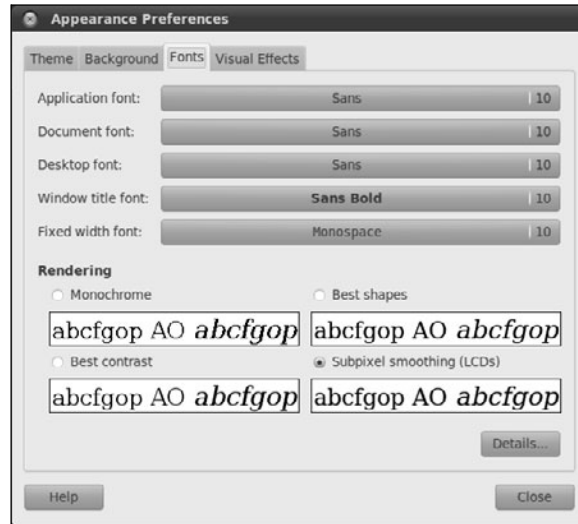 Appearance Preferences
Theme Background Fonts Visual Effects
Application font: Sans 10
Document font: Sans 10
Desktop font: Sans 10
Window title font: Sans Bold 10
Fixed width font: Monospace 10
Rendering
Monochrome Best shapes
abcfgop AO abcfgop abcfgop AO abcfgop
Best contrast Subpixel smoothing (LCDs)
abcfgop AO abcfgop abcfgop AO abcfgop
Details...
Help Close